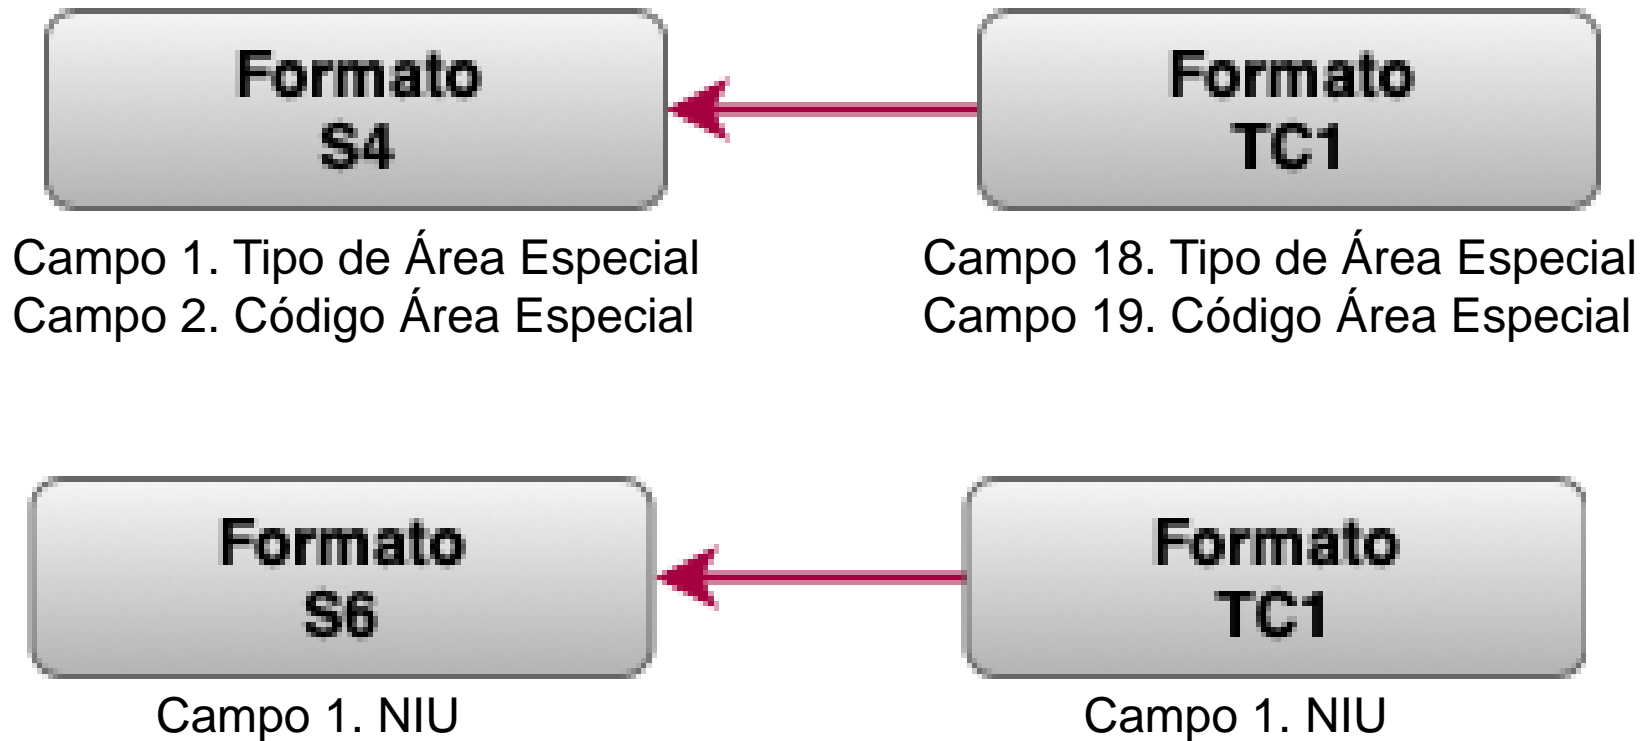 Formato
S4
Formato
TC1
Campo 1. Tipo de Área Especial
Campo 2. Código Área Especial
Campo 18. Tipo de Área Especial
Campo 19. Código Área Especial
Formato
S6
Formato
TC1
Campo 1. NIU
Campo 1. NIU